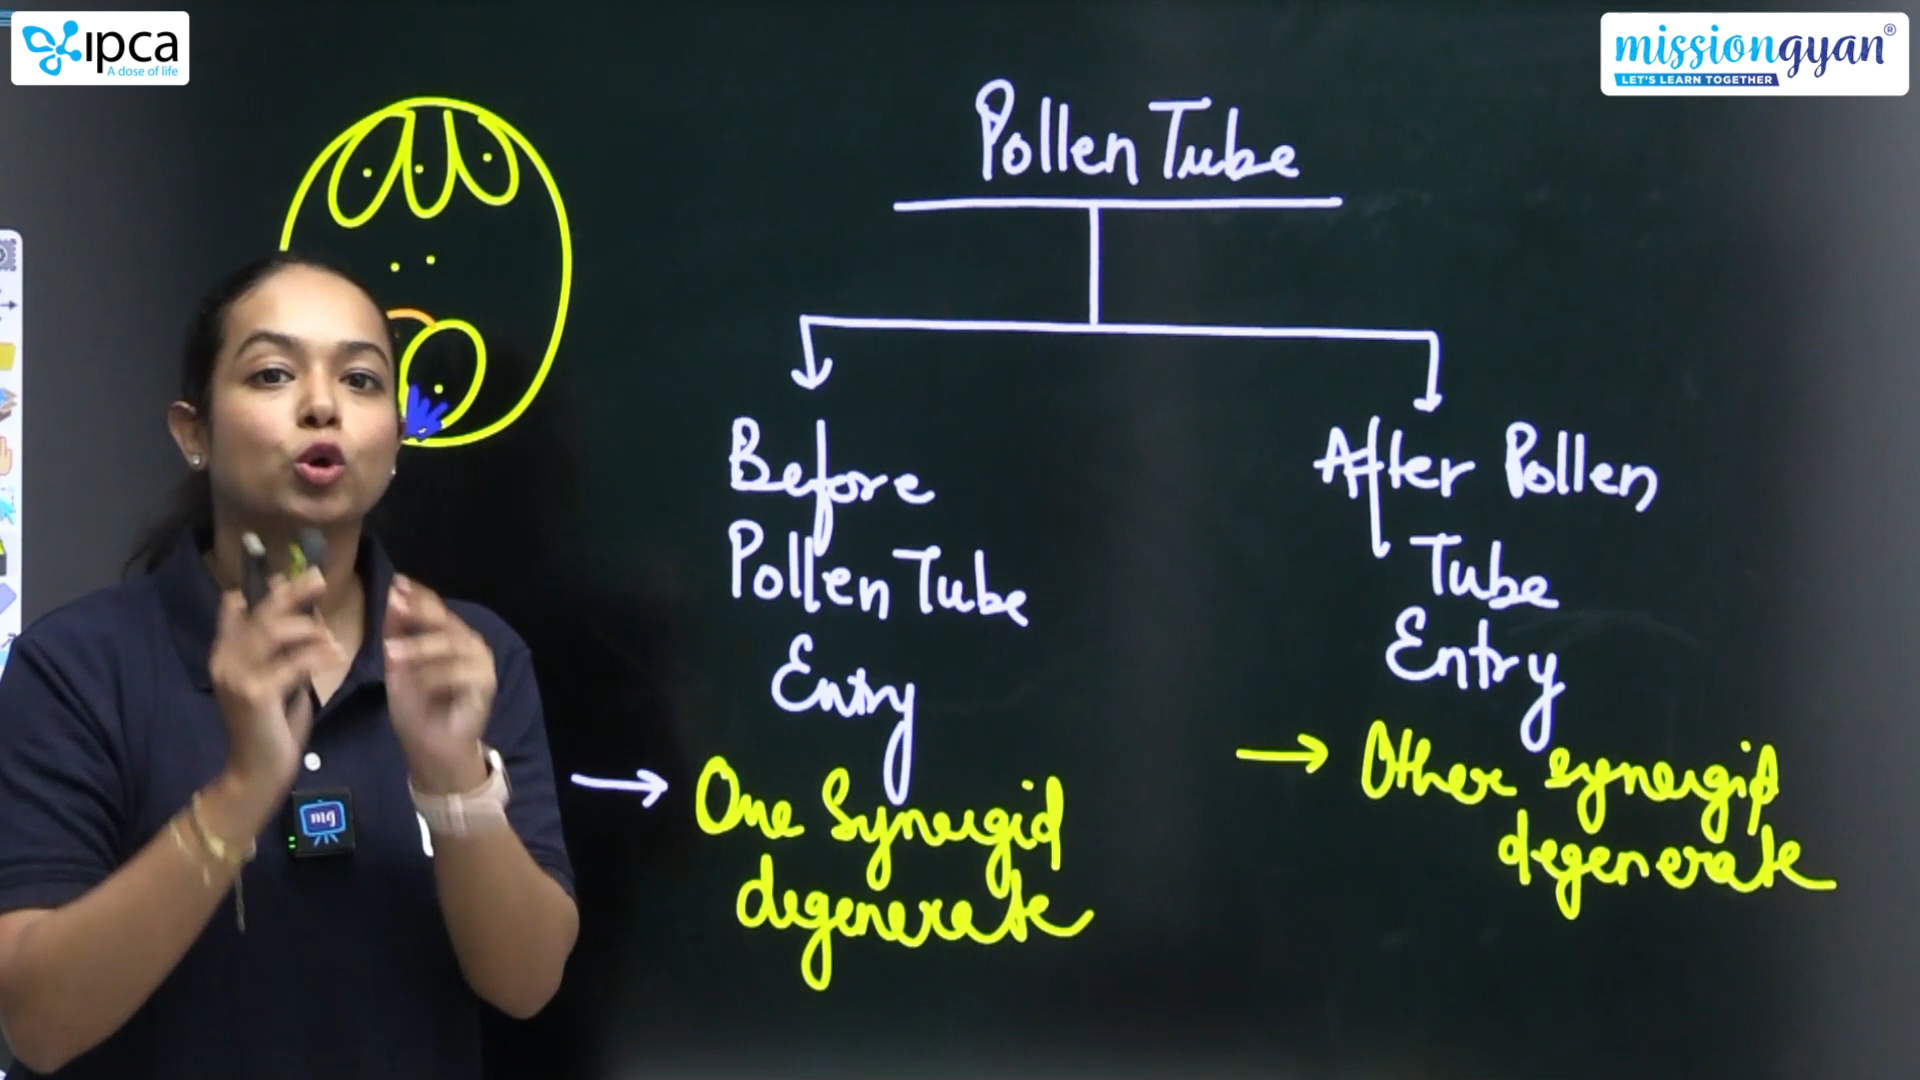 ipca
A dose of life
missiongyan®
LET'S LEARN TOGETHER
Pollen Tube
Before
Pollen Tube
Entry
One Synergid
degenerate
After Pollen
Tube
Entry
Other synergid
degenerate
mg